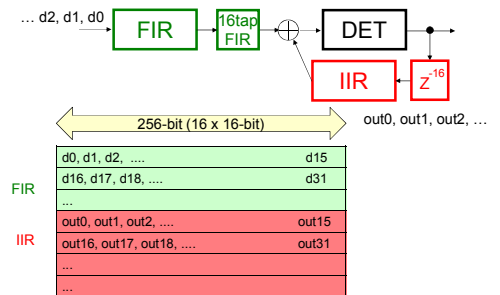 ... d2, d1, d0
FIR
16tap
FIR
DET
IIR
Z-16
out0, out1, out2, ...
256-bit (16 x 16-bit)
d0, d1, d2, .... d15
d16, d17, d18, .... d31
FIR
...
out0, out1, out2, .... out15
IIR
out16, out17, out18, .... out31
...
...